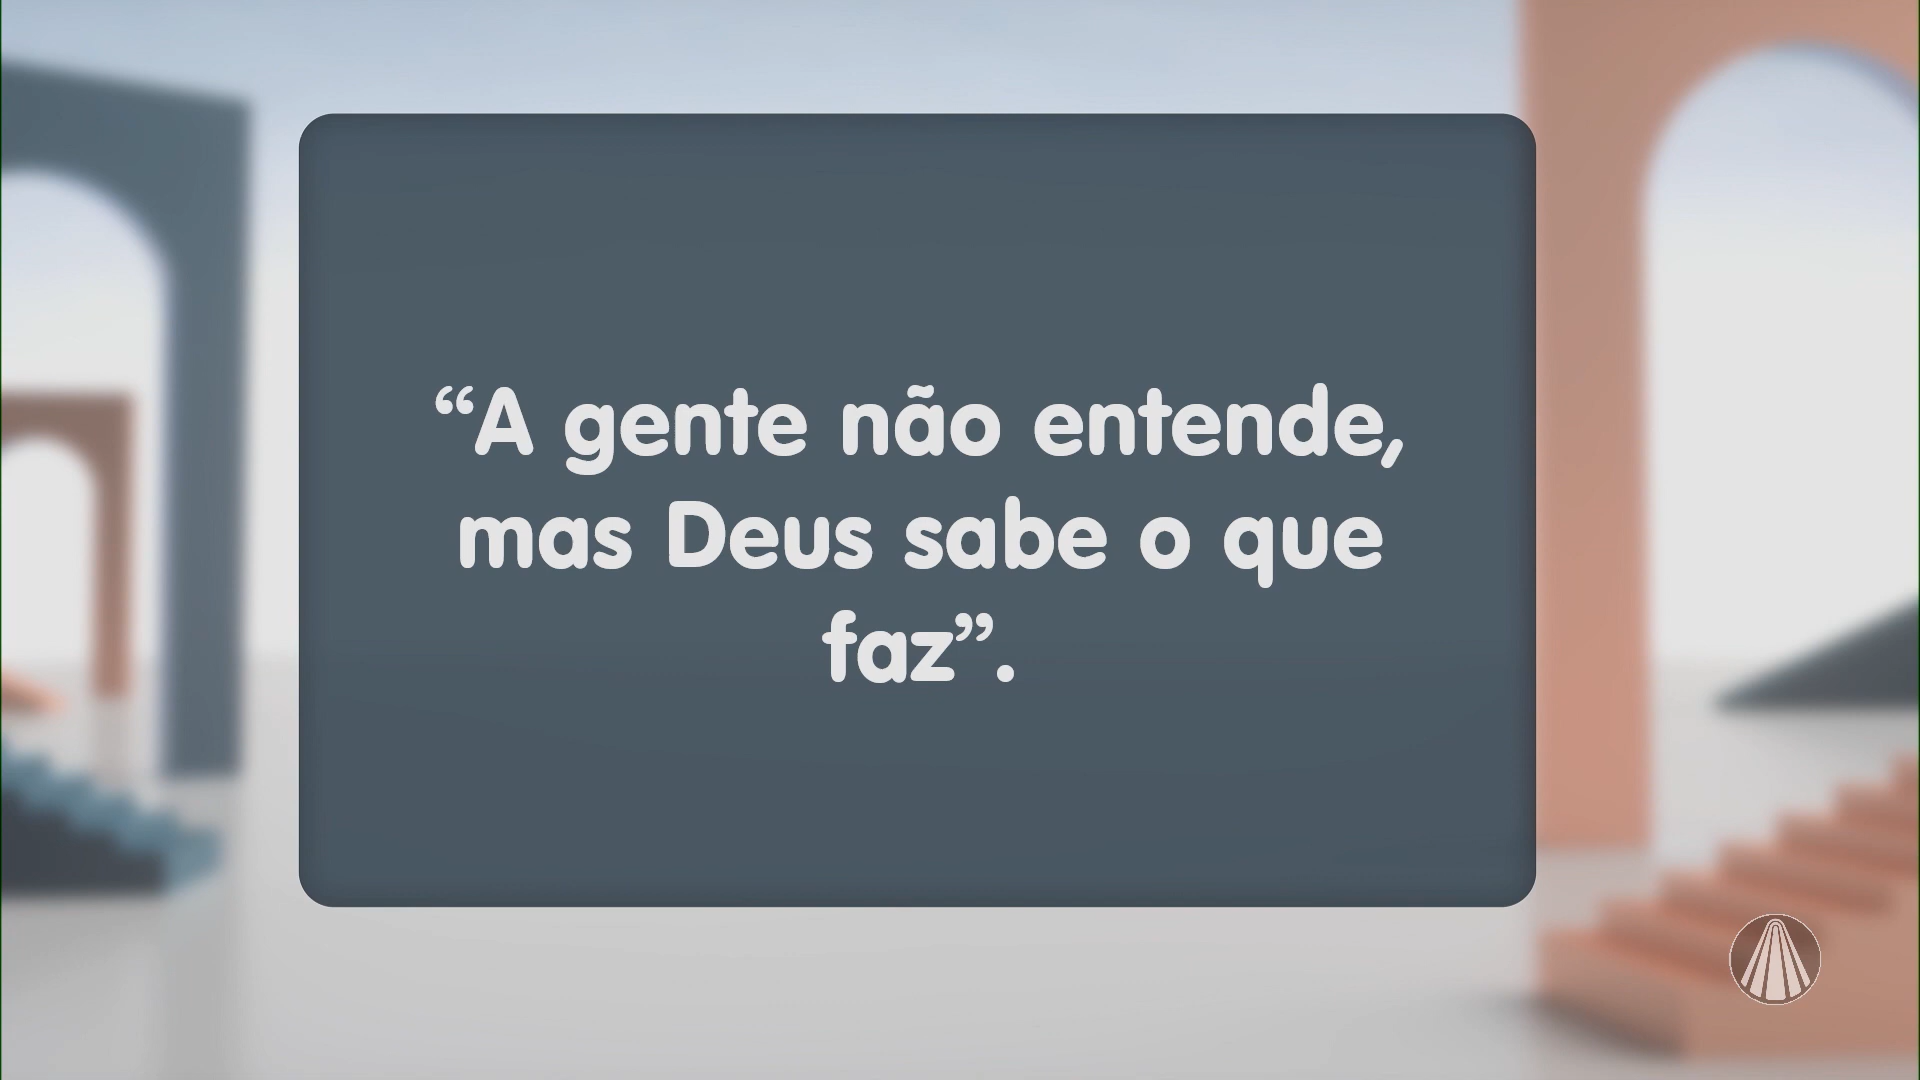 “A gente não entende,
mas Deus sabe o que
faz”.